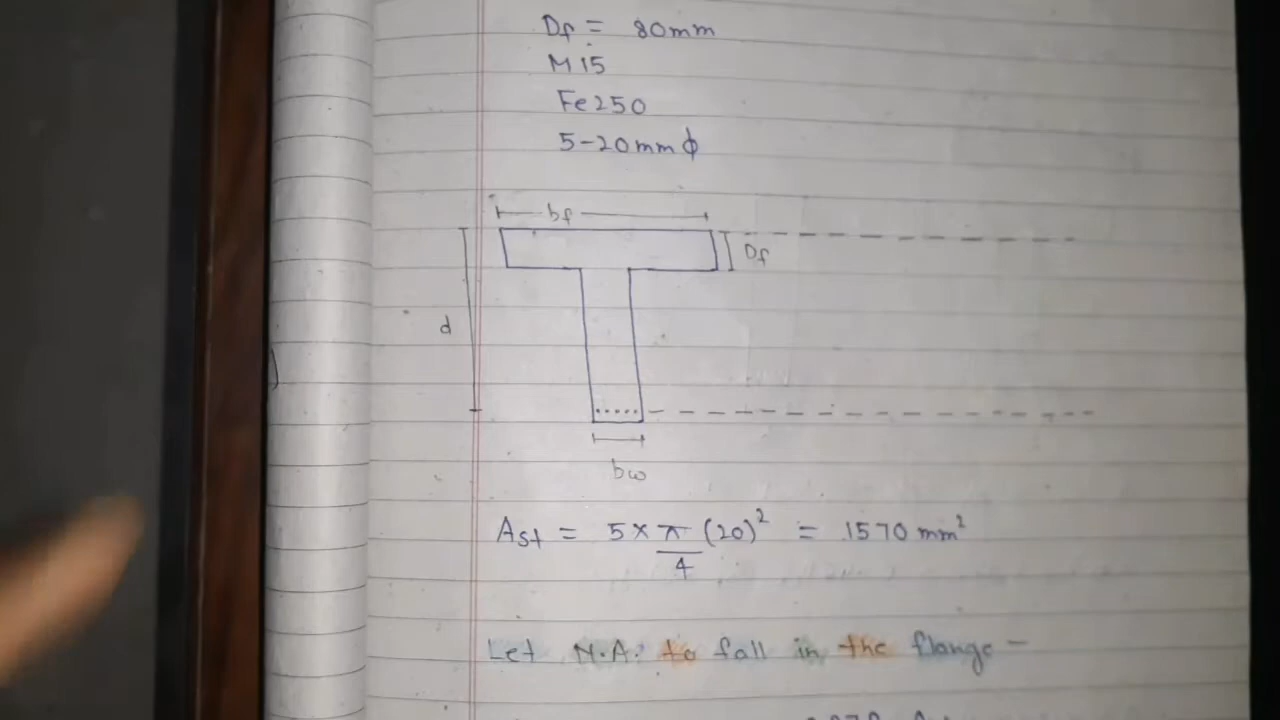 Df = 80mm
M15
Fe250
5-20mm ϕ
bf
Df
d
bw
Ast = 5 × π/4 (20)² = 1570 mm²
Let N.A. to fall in the flange -